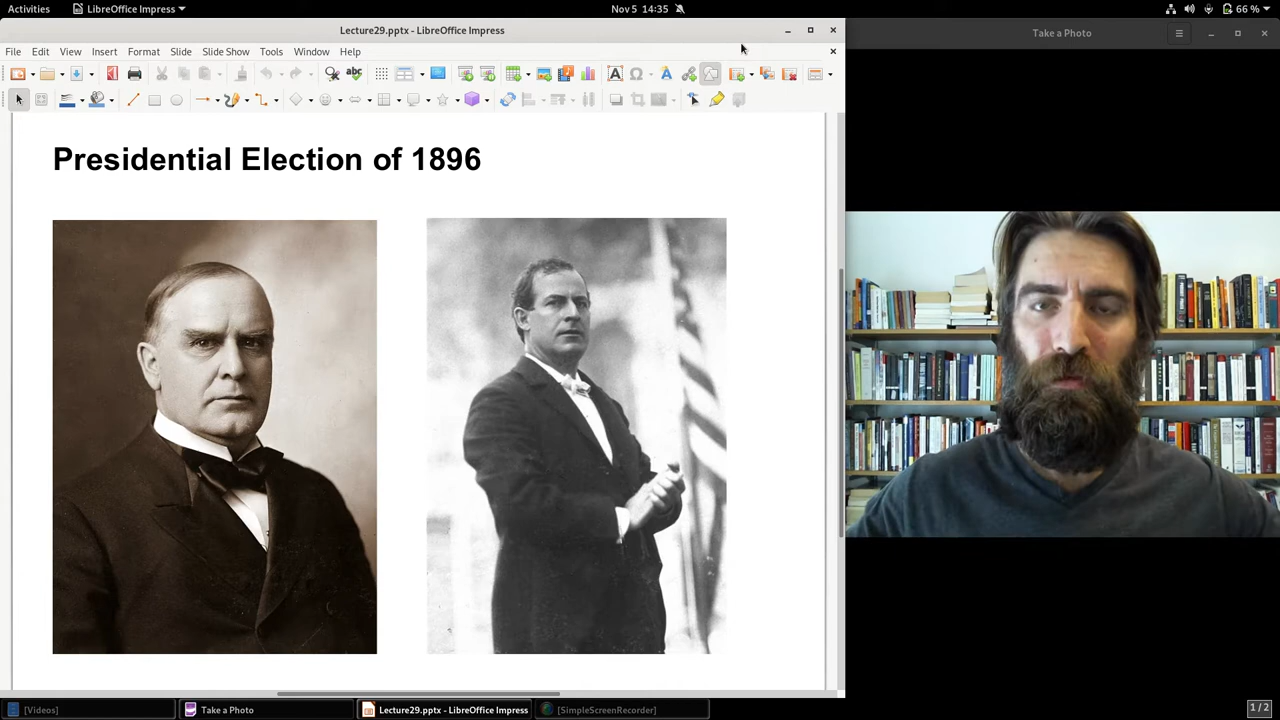 Activities LibreOffice Impress Nov 5 14:35 66 %
Lecture29.pptx - LibreOffice Impress
Take a Photo
File Edit View Insert Format Slide Slide Show Tools Window Help
Presidential Election of 1896
[Videos] Take a Photo Lecture29.pptx - LibreOffice Impress [SimpleScreenRecorder] 1 / 2